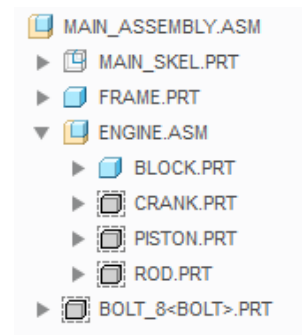 MAIN_ASSEMBLY.ASM
MAIN_SKEL.PRT
FRAME.PRT
ENGINE.ASM
BLOCK.PRT
CRANK.PRT
PISTON.PRT
ROD.PRT
BOLT_8<BOLT>.PRT